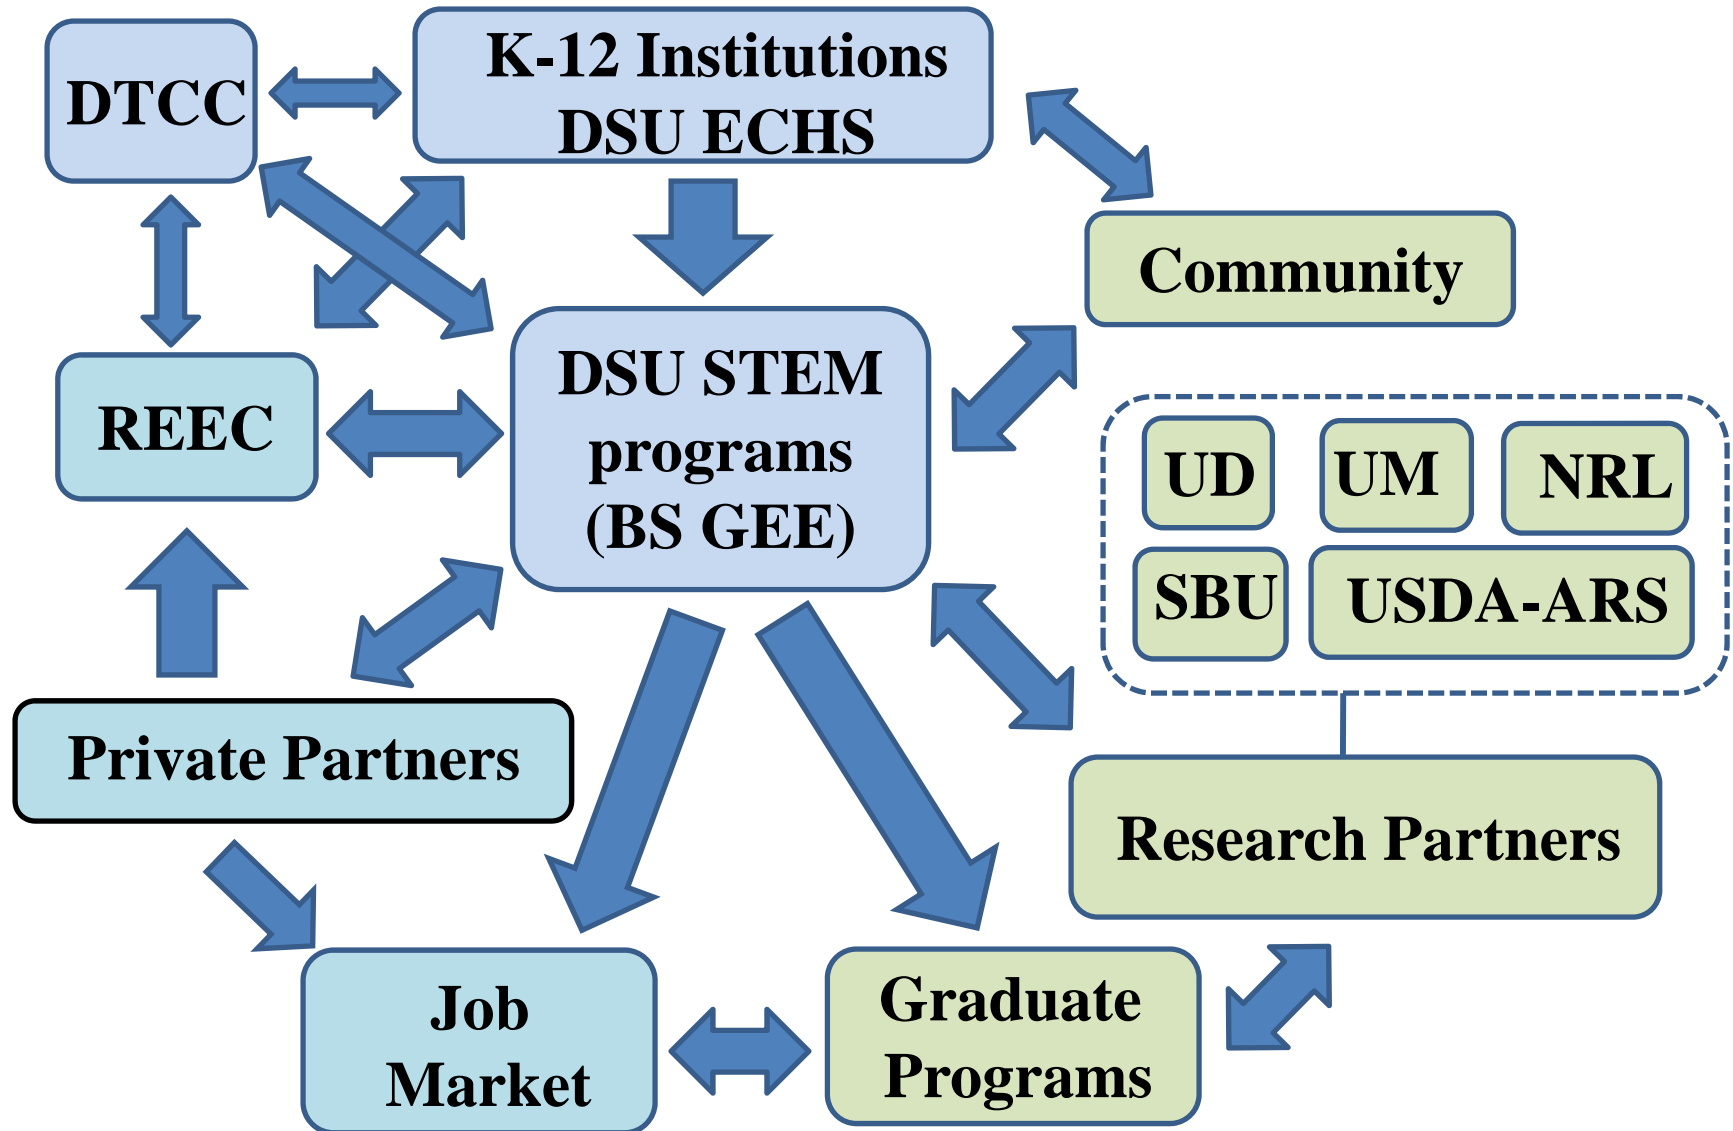 DTCC
K-12 Institutions
DSU ECHS
Community
REEC
DSU STEM
programs
(BS GEE)
UD
UM
NRL
SBU
USDA-ARS
Private Partners
Research Partners
Job
Market
Graduate
Programs